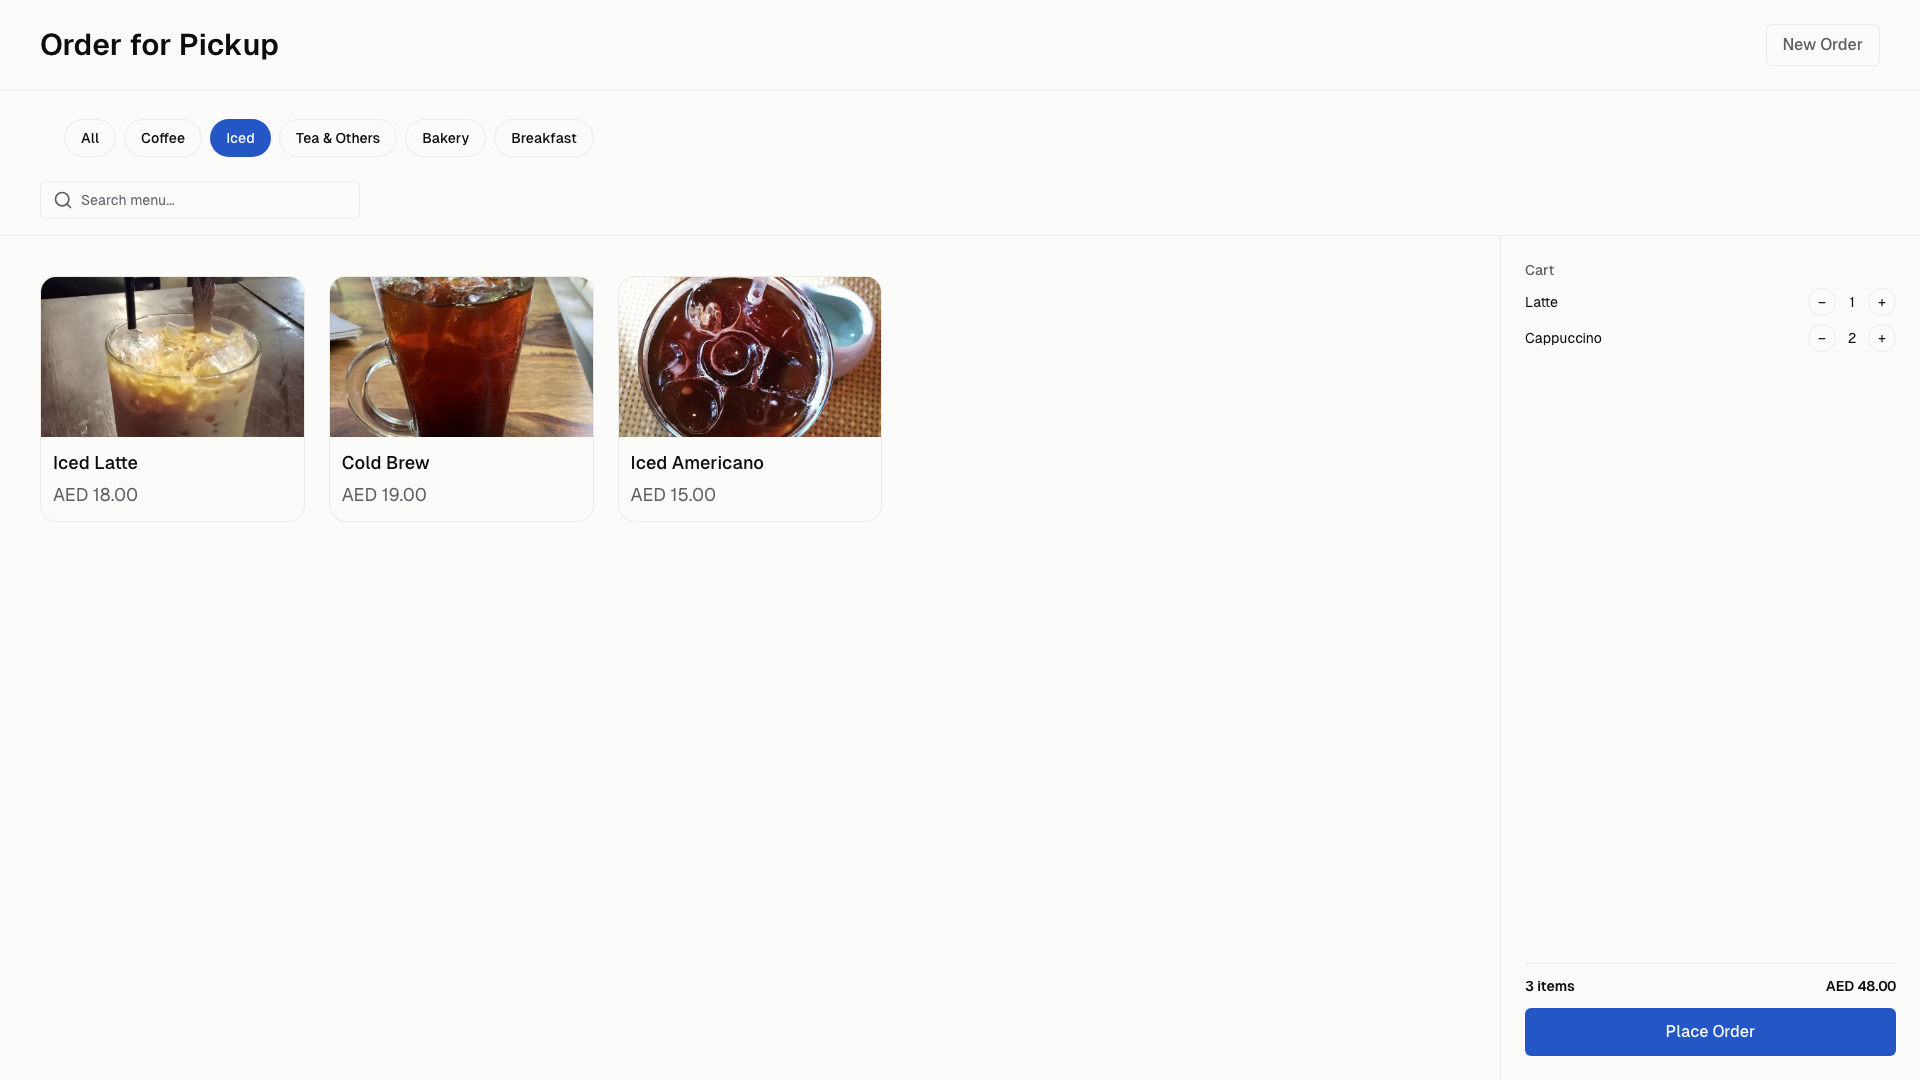 Order for Pickup
New Order
All
Coffee
Iced
Tea & Others
Bakery
Breakfast
Search menu...
Iced Latte
AED 18.00
Cold Brew
AED 19.00
Iced Americano
AED 15.00
Cart
Latte − 1 +
Cappuccino − 2 +
3 items AED 48.00
Place Order